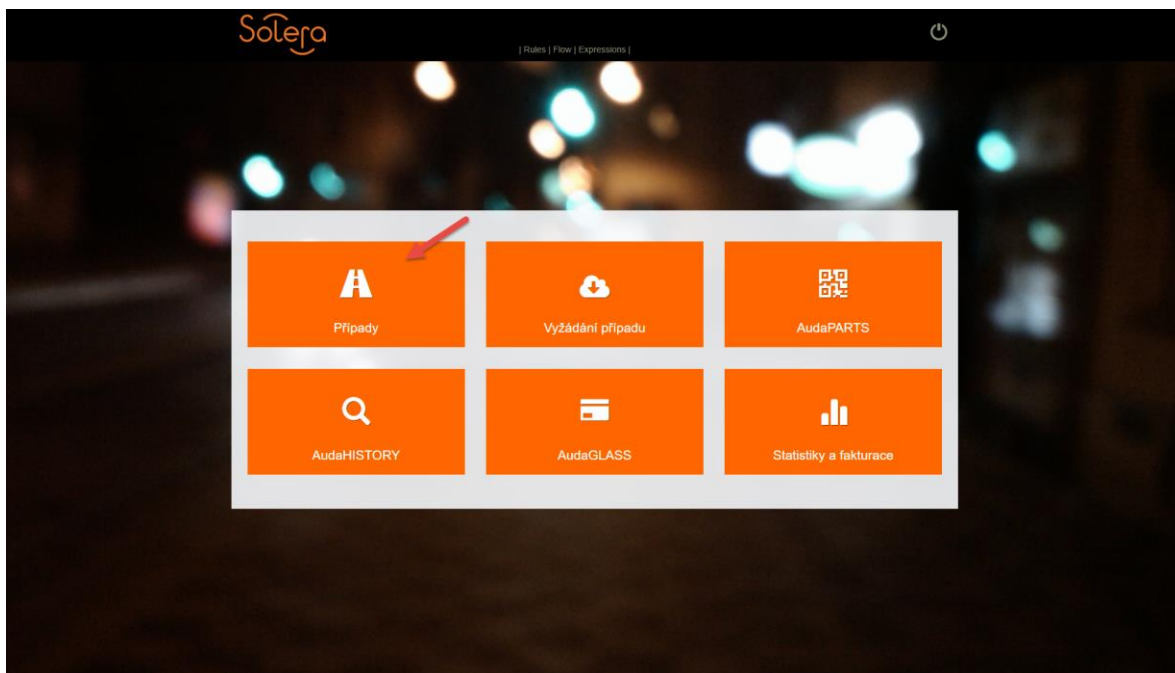 Solera
| Rules | Flow | Expressions |
Případy
Vyžádání případu
AudaPARTS
AudaHISTORY
AudaGLASS
Statistiky a fakturace